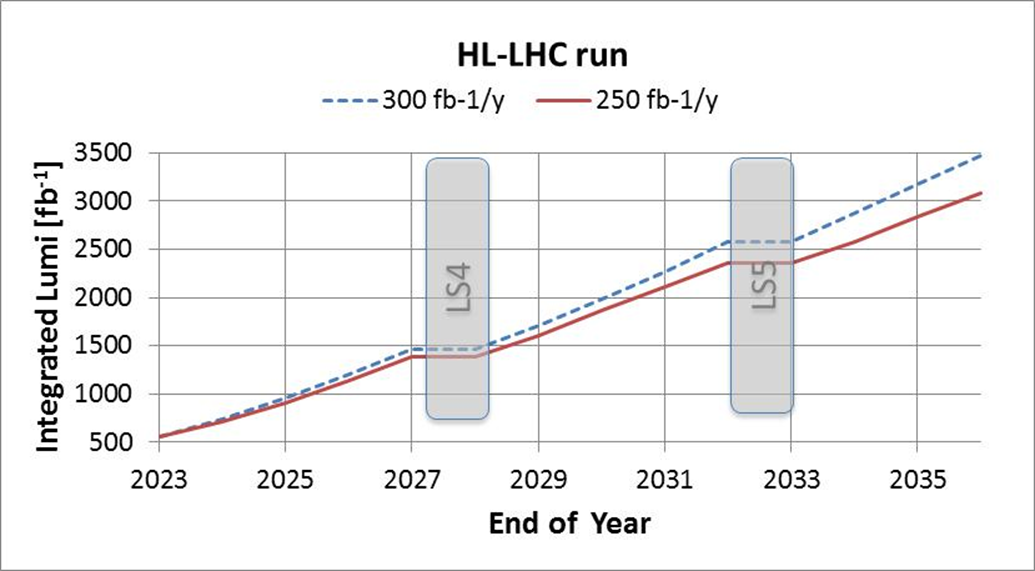 HL-LHC run
300 fb-1/y 250 fb-1/y
Integrated Lumi [fb-1]
3500
3000
2500
2000
1500
1000
500
LS4
LS5
2023 2025 2027 2029 2031 2033 2035
End of Year